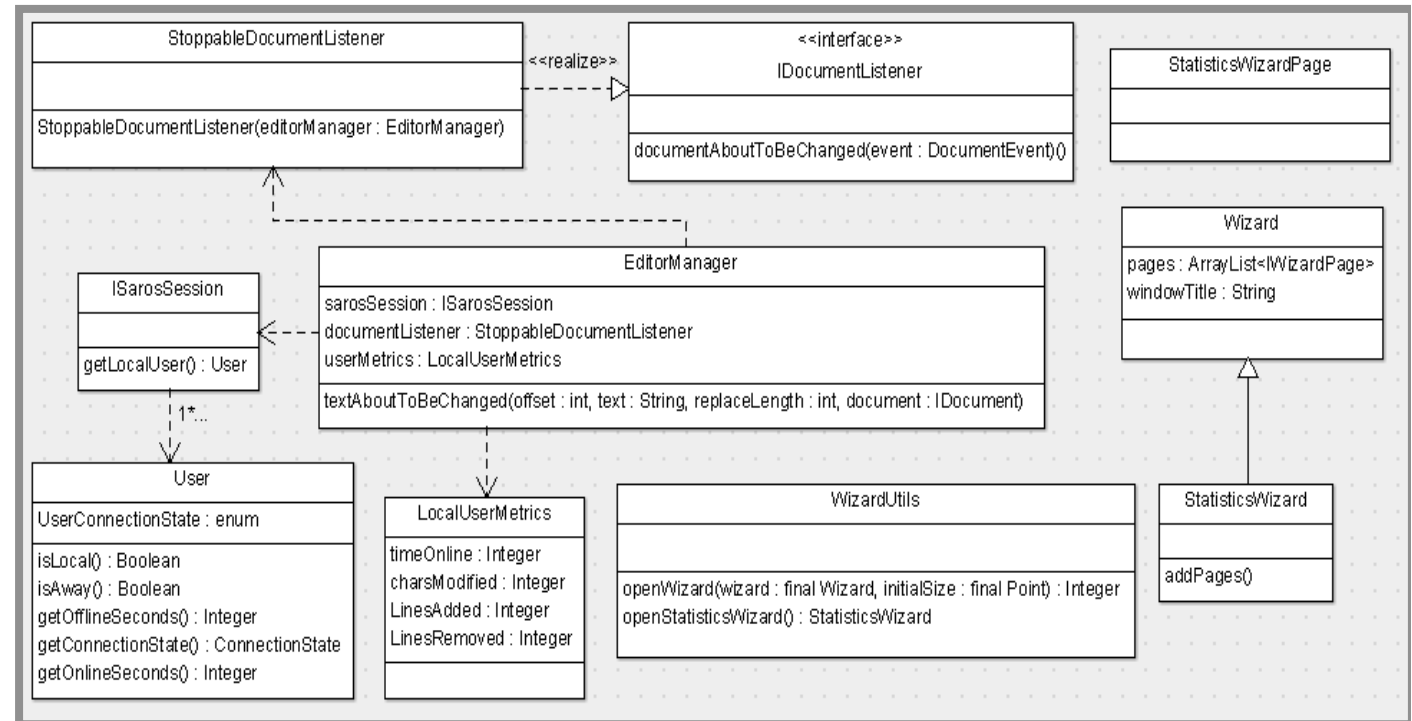 StoppableDocumentListener
StoppableDocumentListener(editorManager : EditorManager)
<<realize>>
<<interface>>
IDocumentListener
documentAboutToBeChanged(event : DocumentEvent)()
StatisticsWizardPage
Wizard
pages : ArrayList<IWizardPage>
windowTitle : String
EditorManager
sarosSession : ISarosSession
documentListener : StoppableDocumentListener
userMetrics : LocalUserMetrics
textAboutToBeChanged(offset : int, text : String, replaceLength : int, document : IDocument)
ISarosSession
getLocalUser() : User
1*...
User
UserConnectionState : enum
isLocal() : Boolean
isAway() : Boolean
getOfflineSeconds() : Integer
getConnectionState() : ConnectionState
getOnlineSeconds() : Integer
LocalUserMetrics
timeOnline : Integer
charsModified : Integer
LinesAdded : Integer
LinesRemoved : Integer
WizardUtils
openWizard(wizard : final Wizard, initialSize : final Point) : Integer
openStatisticsWizard() : StatisticsWizard
StatisticsWizard
addPages()